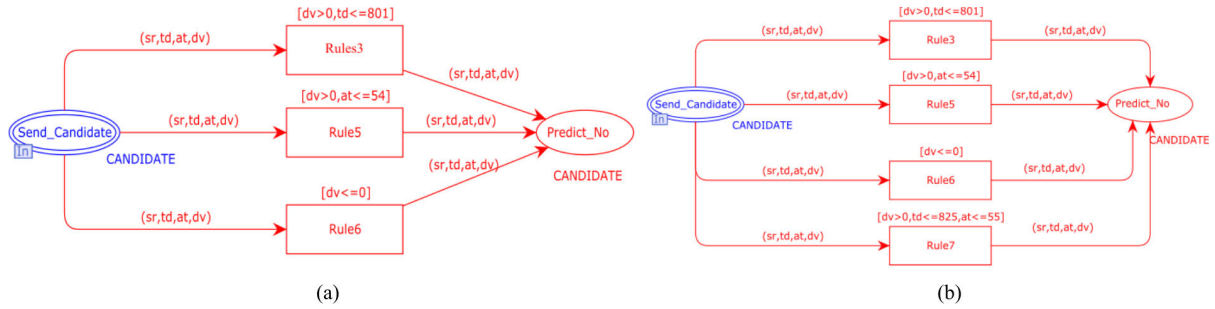 [dv>0,td<=801]
(sr,td,at,dv)
Rules3
(sr,td,at,dv)
[dv>0,at<=54]
Send_Candidate
(sr,td,at,dv)
Rule5
(sr,td,at,dv)
Predict_No
In
CANDIDATE
CANDIDATE
[dv<=0]
(sr,td,at,dv)
(sr,td,at,dv)
Rule6
(a)
[dv>0,td<=801]
(sr,td,at,dv)
Rule3
(sr,td,at,dv)
[dv>0,at<=54]
Send_Candidate
(sr,td,at,dv)
Rule5
(sr,td,at,dv)
Predict_No
In
CANDIDATE
CANDIDATE
[dv<=0]
(sr,td,at,dv)
Rule6
(sr,td,at,dv)
[dv>0,td<=825,at<=55]
(sr,td,at,dv)
Rule7
(sr,td,at,dv)
(b)